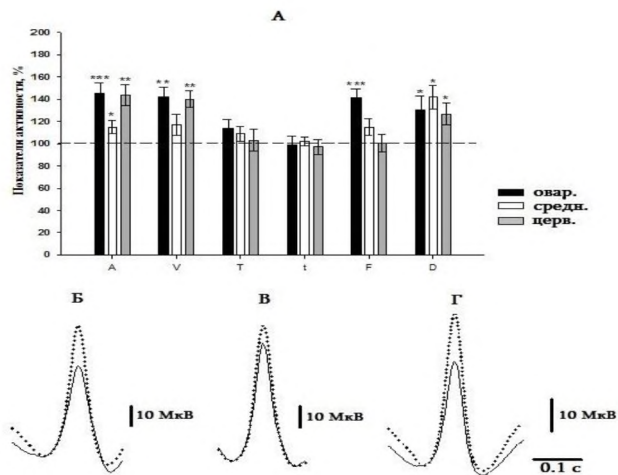 А
Показатели активности, %
200
180
160
140
120
100
80
60
40
20
0
*** * **
** **
***
* * *
A V T t F D
овар.
средн.
церв.
Б В Г
10 МкВ
10 МкВ
10 МкВ
0.1 с